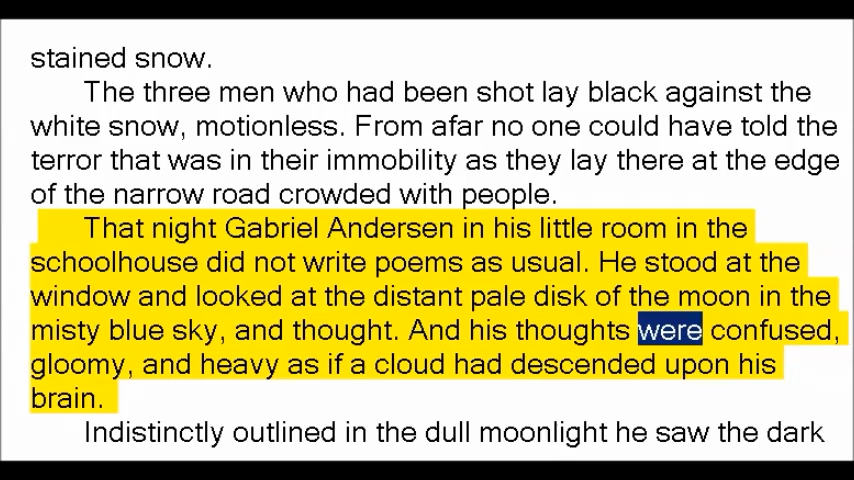 stained snow.
The three men who had been shot lay black against the
white snow, motionless. From afar no one could have told the
terror that was in their immobility as they lay there at the edge
of the narrow road crowded with people.
That night Gabriel Andersen in his little room in the
schoolhouse did not write poems as usual. He stood at the
window and looked at the distant pale disk of the moon in the
misty blue sky, and thought. And his thoughts were confused,
gloomy, and heavy as if a cloud had descended upon his
brain.
Indistinctly outlined in the dull moonlight he saw the dark